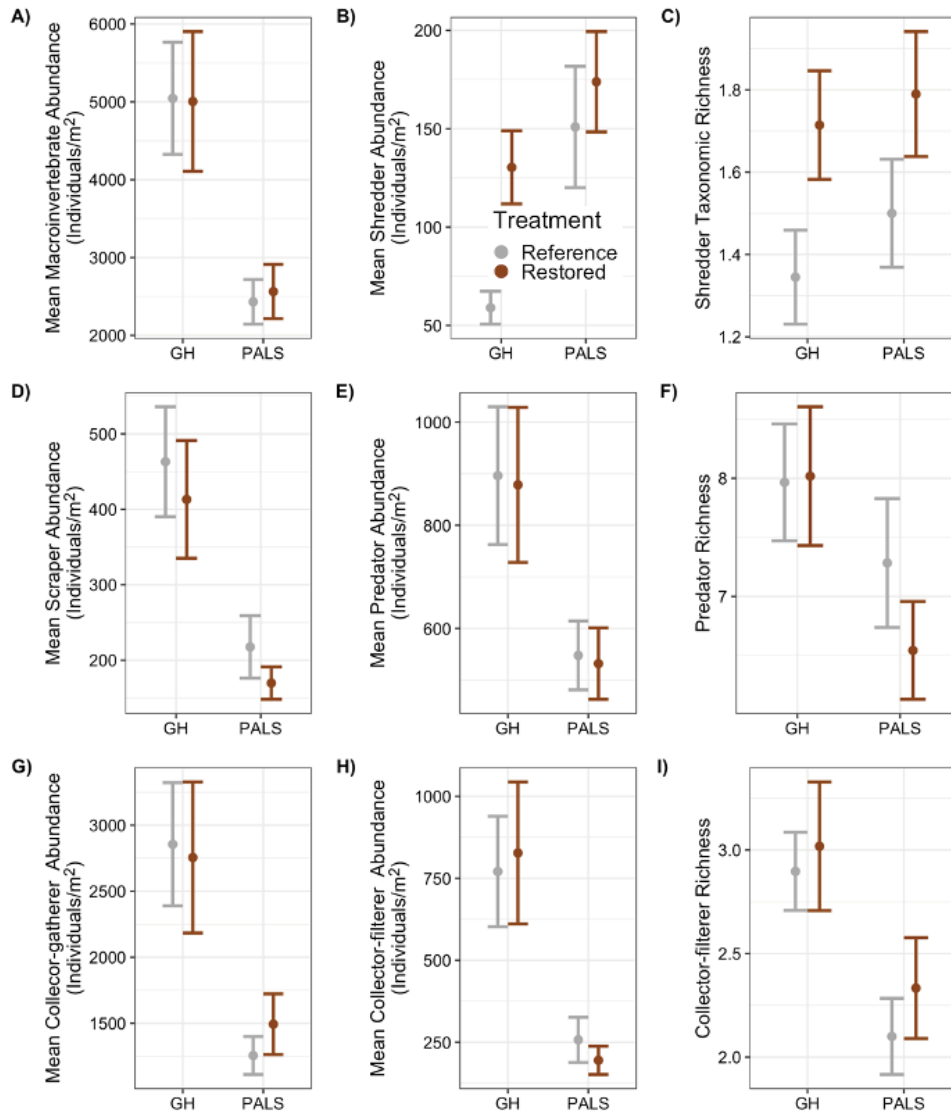 A)
Mean Macroinvertebrate Abundance
(Individuals/m²)
6000
5000
4000
3000
2000
GH PALS
B)
Mean Shredder Abundance
(Individuals/m²)
200
150
100
50
Treatment
Reference
Restored
GH PALS
C)
Shredder Taxonomic Richness
1.8
1.6
1.4
1.2
GH PALS
D)
Mean Scraper Abundance
(Individuals/m²)
500
400
300
200
GH PALS
E)
Mean Predator Abundance
(Individuals/m²)
1000
800
600
GH PALS
F)
Predator Richness
8
7
GH PALS
G)
Mean Collecor-gatherer Abundance
(Individuals/m²)
3000
2500
2000
1500
GH PALS
H)
Mean Collector-filterer Abundance
(Individuals/m²)
1000
750
500
250
GH PALS
I)
Collector-filterer Richness
3.0
2.5
2.0
GH PALS